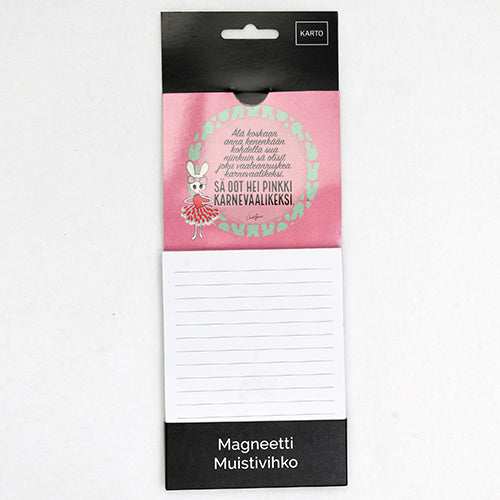 KARTO
Älä koskaan
anna kenenkään
kohdella sua
niinkuin sä olisit
joku vaaleanpunkea
karnevaalikeksi.
SÄ OOT HEI PINKKI
KARNEVAALIKEKSI.
Magneetti
Muistivihko